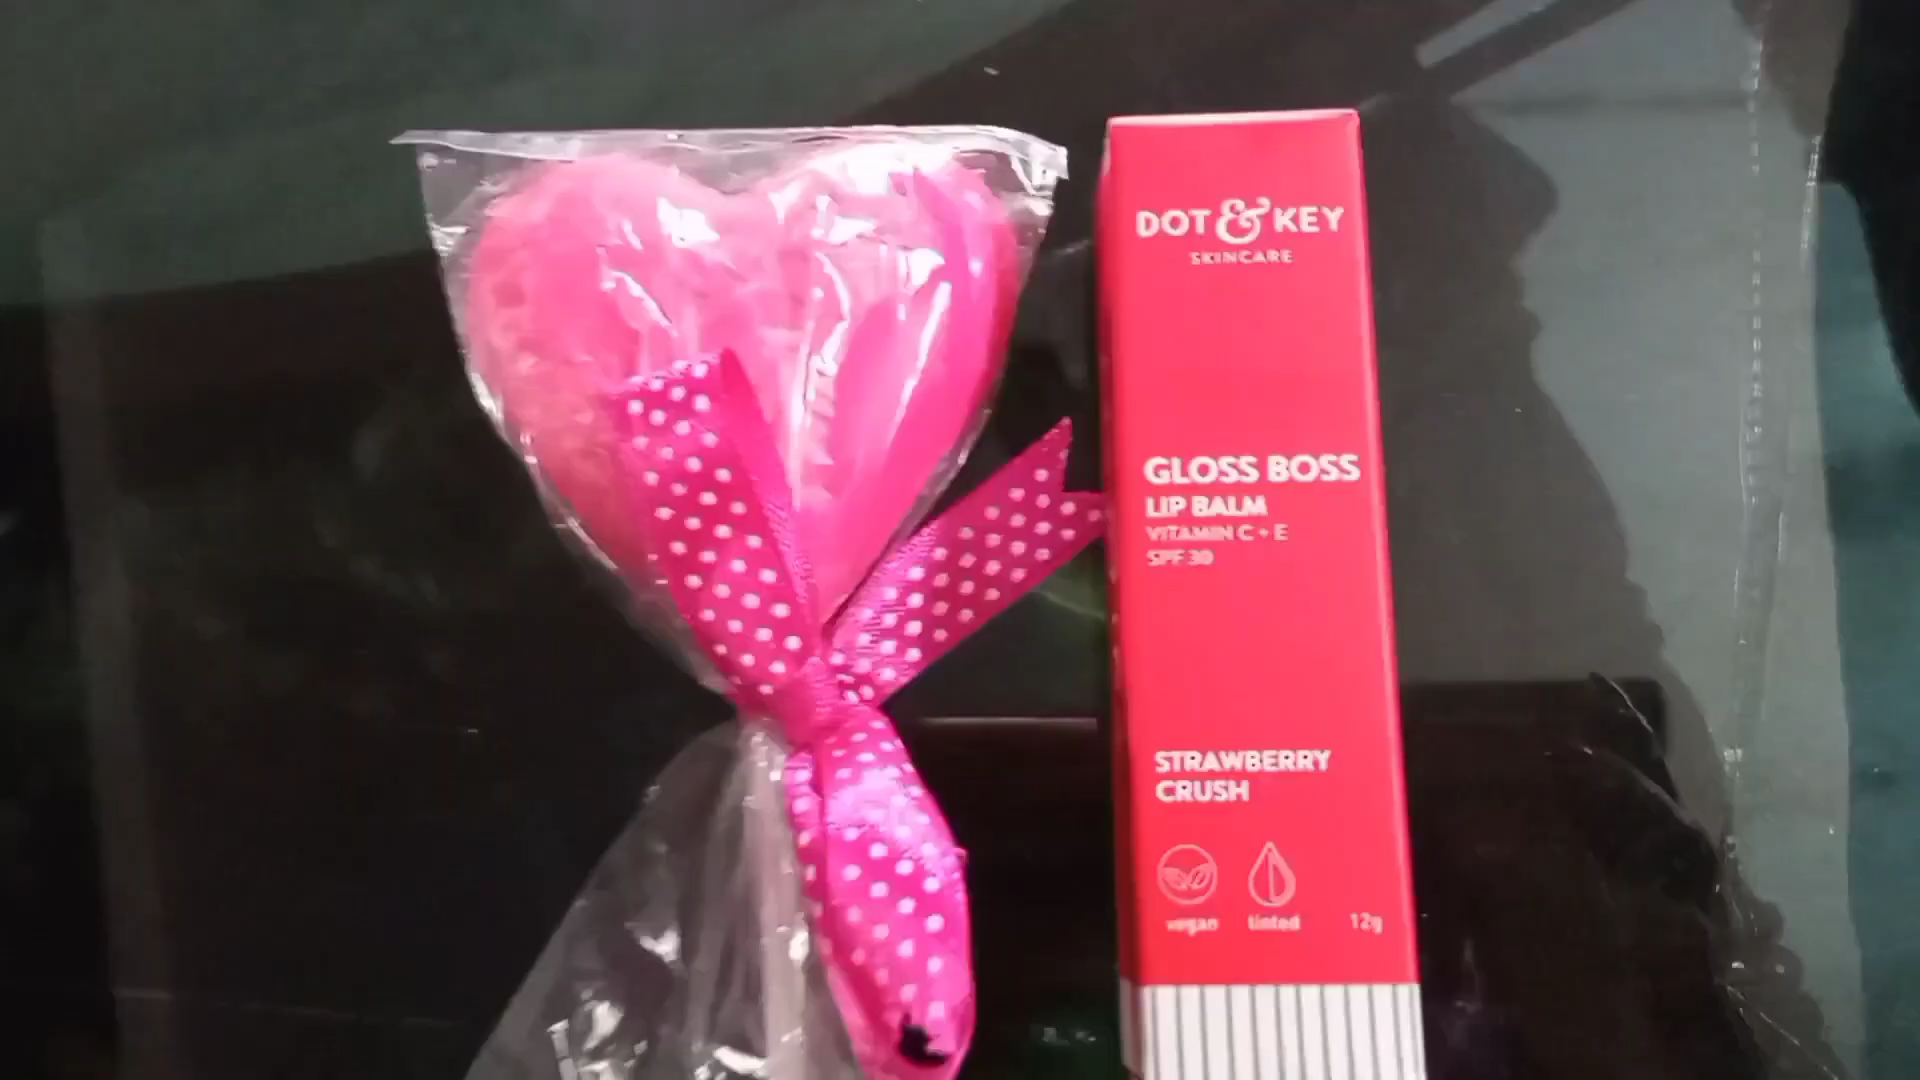 DOT & KEY
SKINCARE
GLOSS BOSS
LIP BALM
VITAMIN C + E
SPF 30
STRAWBERRY
CRUSH
vegan tinted 12g